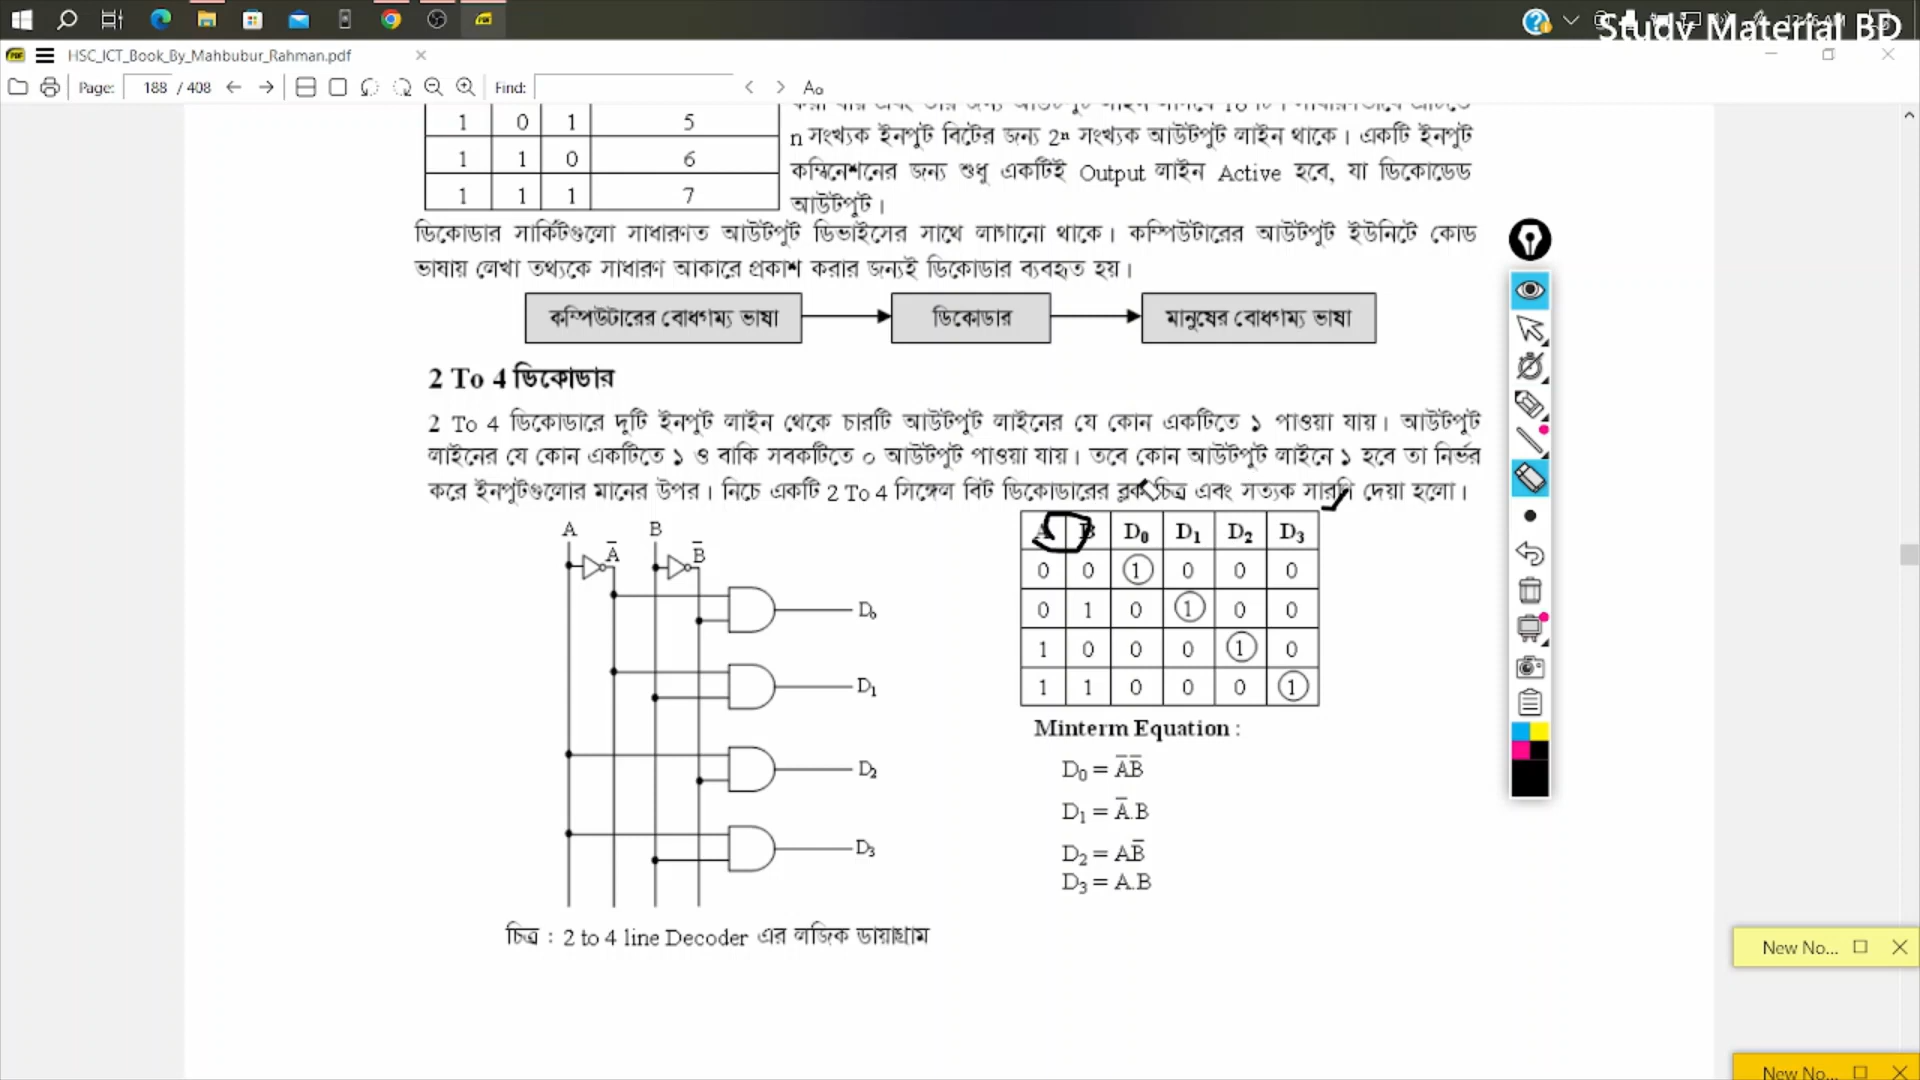 Study Material BD
HSC_ICT_Book_By_Mahbubur_Rahman.pdf
Page: 188 / 408 Find:
1 0 1 5
1 1 0 6
1 1 1 7
n সংখ্যক ইনপুট বিটের জন্য 2ⁿ সংখ্যক আউটপুট লাইন থাকে। একটি ইনপুট
কম্বিনেশনের জন্য শুধু একটিই Output লাইন Active হবে, যা ডিকোডেড
আউটপুট।
ডিকোডার সার্কিটগুলো সাধারণত আউটপুট ডিভাইসের সাথে লাগানো থাকে। কম্পিউটারের আউটপুট ইউনিটে কোড
ভাষায় লেখা তথ্যকে সাধারণ আকারে প্রকাশ করার জন্যই ডিকোডার ব্যবহৃত হয়।
কম্পিউটারের বোধগম্য ভাষা ডিকোডার মানুষের বোধগম্য ভাষা
2 To 4 ডিকোডার
2 To 4 ডিকোডারে দুটি ইনপুট লাইন থেকে চারটি আউটপুট লাইনের যে কোন একটিতে ১ পাওয়া যায়। আউটপুট
লাইনের যে কোন একটিতে ১ ও বাকি সবকটিতে ০ আউটপুট পাওয়া যায়। তবে কোন আউটপুট লাইনে ১ হবে তা নির্ভর
করে ইনপুটগুলোর মানের উপর। নিচে একটি 2 To 4 সিঙ্গেল বিট ডিকোডারের ব্লক চিত্র এবং সত্যক সারণি দেয়া হলো।
A B
A̅ B̅
D₀
D₁
D₂
D₃
চিত্র : 2 to 4 line Decoder এর লজিক ডায়াগ্রাম
A B D₀ D₁ D₂ D₃
0 0 1 0 0 0
0 1 0 1 0 0
1 0 0 0 1 0
1 1 0 0 0 1
Minterm Equation :
D₀ = A̅B̅
D₁ = A̅.B
D₂ = AB̅
D₃ = A.B
New No...
New No...